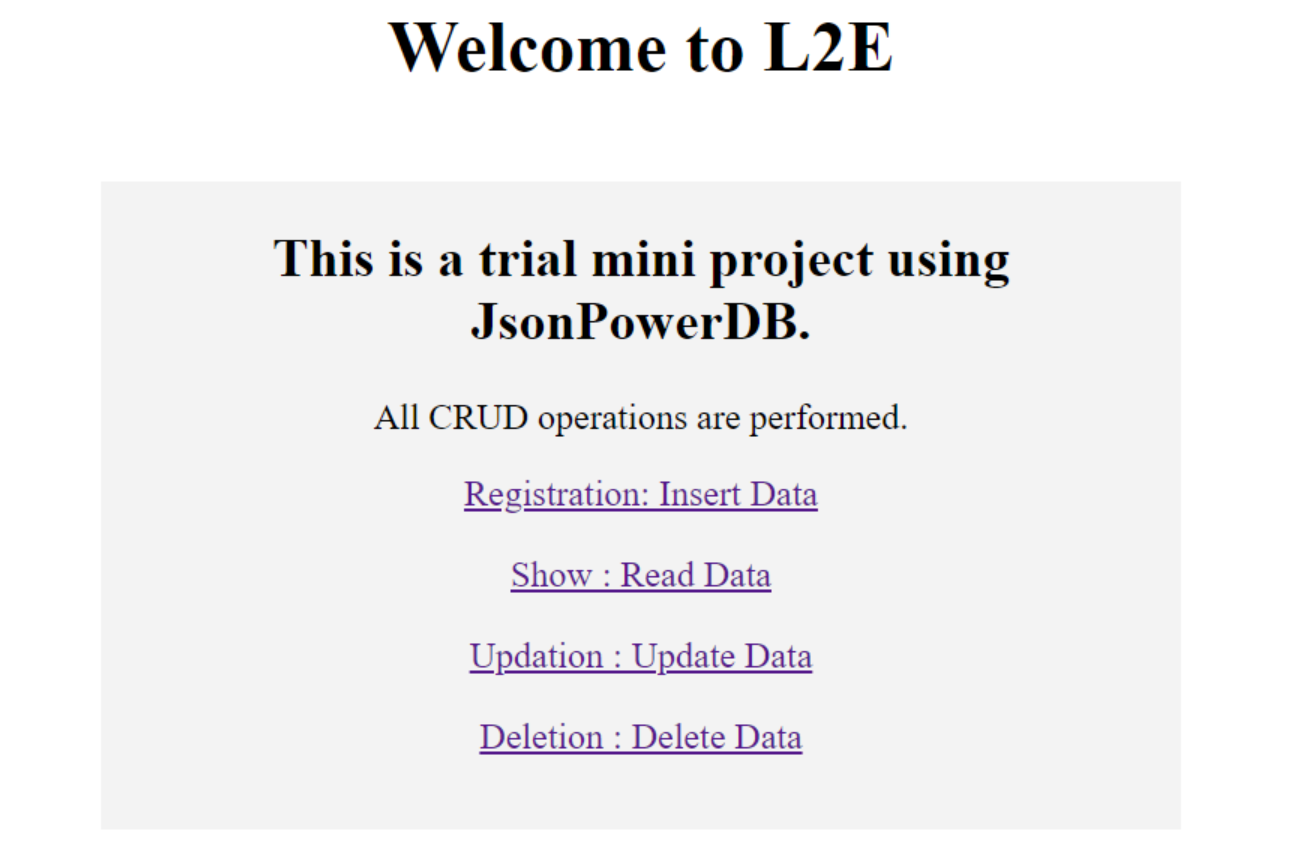 Welcome to L2E
This is a trial mini project using
JsonPowerDB.
All CRUD operations are performed.
Registration: Insert Data
Show : Read Data
Updation : Update Data
Deletion : Delete Data